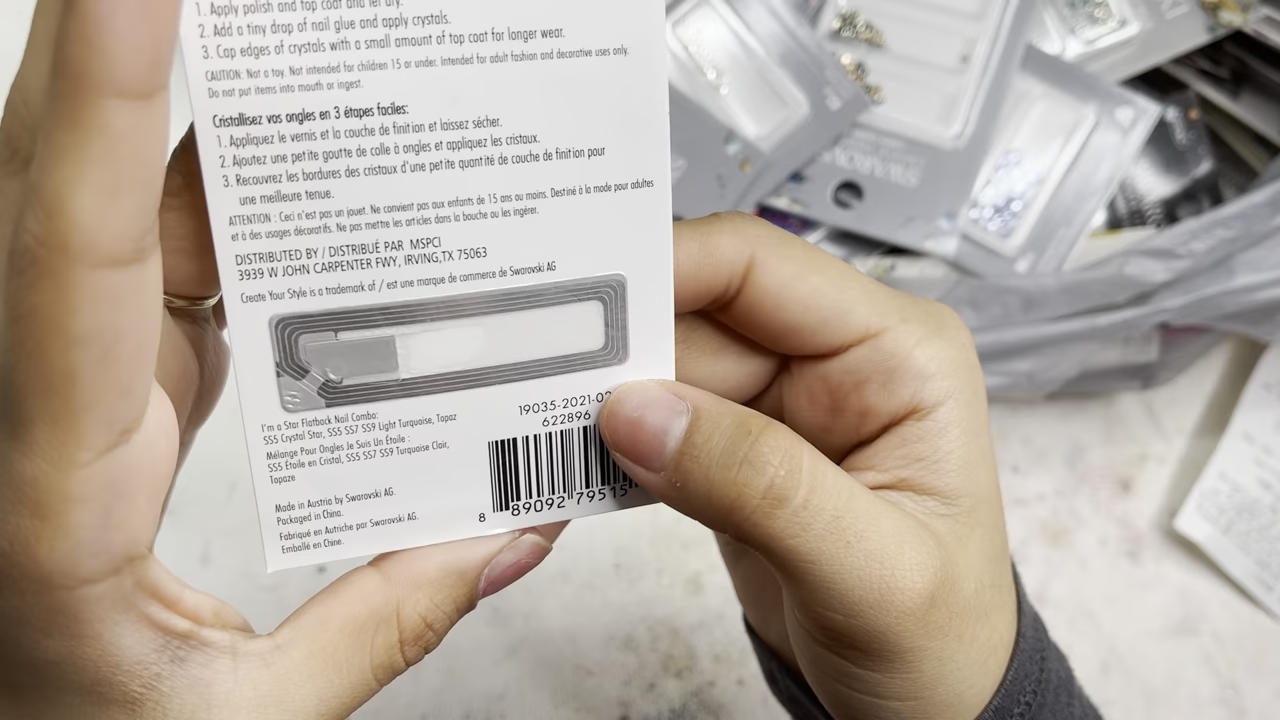 1. Apply polish and top coat and let dry.
2. Add a tiny drop of nail glue and apply crystals.
3. Cap edges of crystals with a small amount of top coat for longer wear.
CAUTION: Not a toy. Not intended for children 15 or under. Intended for adult fashion and decorative uses only.
Do not put items into mouth or ingest.
Cristallisez vos ongles en 3 étapes faciles:
1. Appliquez le vernis et la couche de finition et laissez sécher.
2. Ajoutez une petite goutte de colle à ongles et appliquez les cristaux.
3. Recouvrez les bordures des cristaux d'une petite quantité de couche de finition pour
une meilleure tenue.
ATTENTION : Ceci n'est pas un jouet. Ne convient pas aux enfants de 15 ans ou moins. Destiné à la mode pour adultes
et à des usages décoratifs. Ne pas mettre les articles dans la bouche ou les ingérer.
DISTRIBUTED BY / DISTRIBUÉ PAR MSPCI
3939 W JOHN CARPENTER FWY, IRVING,TX 75063
Create Your Style is a trademark of / est une marque de commerce de Swarovski AG
I'm a Star Flatback Nail Combo:
SS5 Crystal Star, SS5 SS7 SS9 Light Turquoise, Topaz
Mélange Pour Ongles Je Suis Un Étoile :
SS5 Étoile en Cristal, SS5 SS7 SS9 Turquoise Clair,
Topaze
Made in Austria by Swarovski AG.
Packaged in China.
Fabriqué en Autriche par Swarovski AG.
Emballé en Chine.
19035-2021-02
622896
8 89092 79515